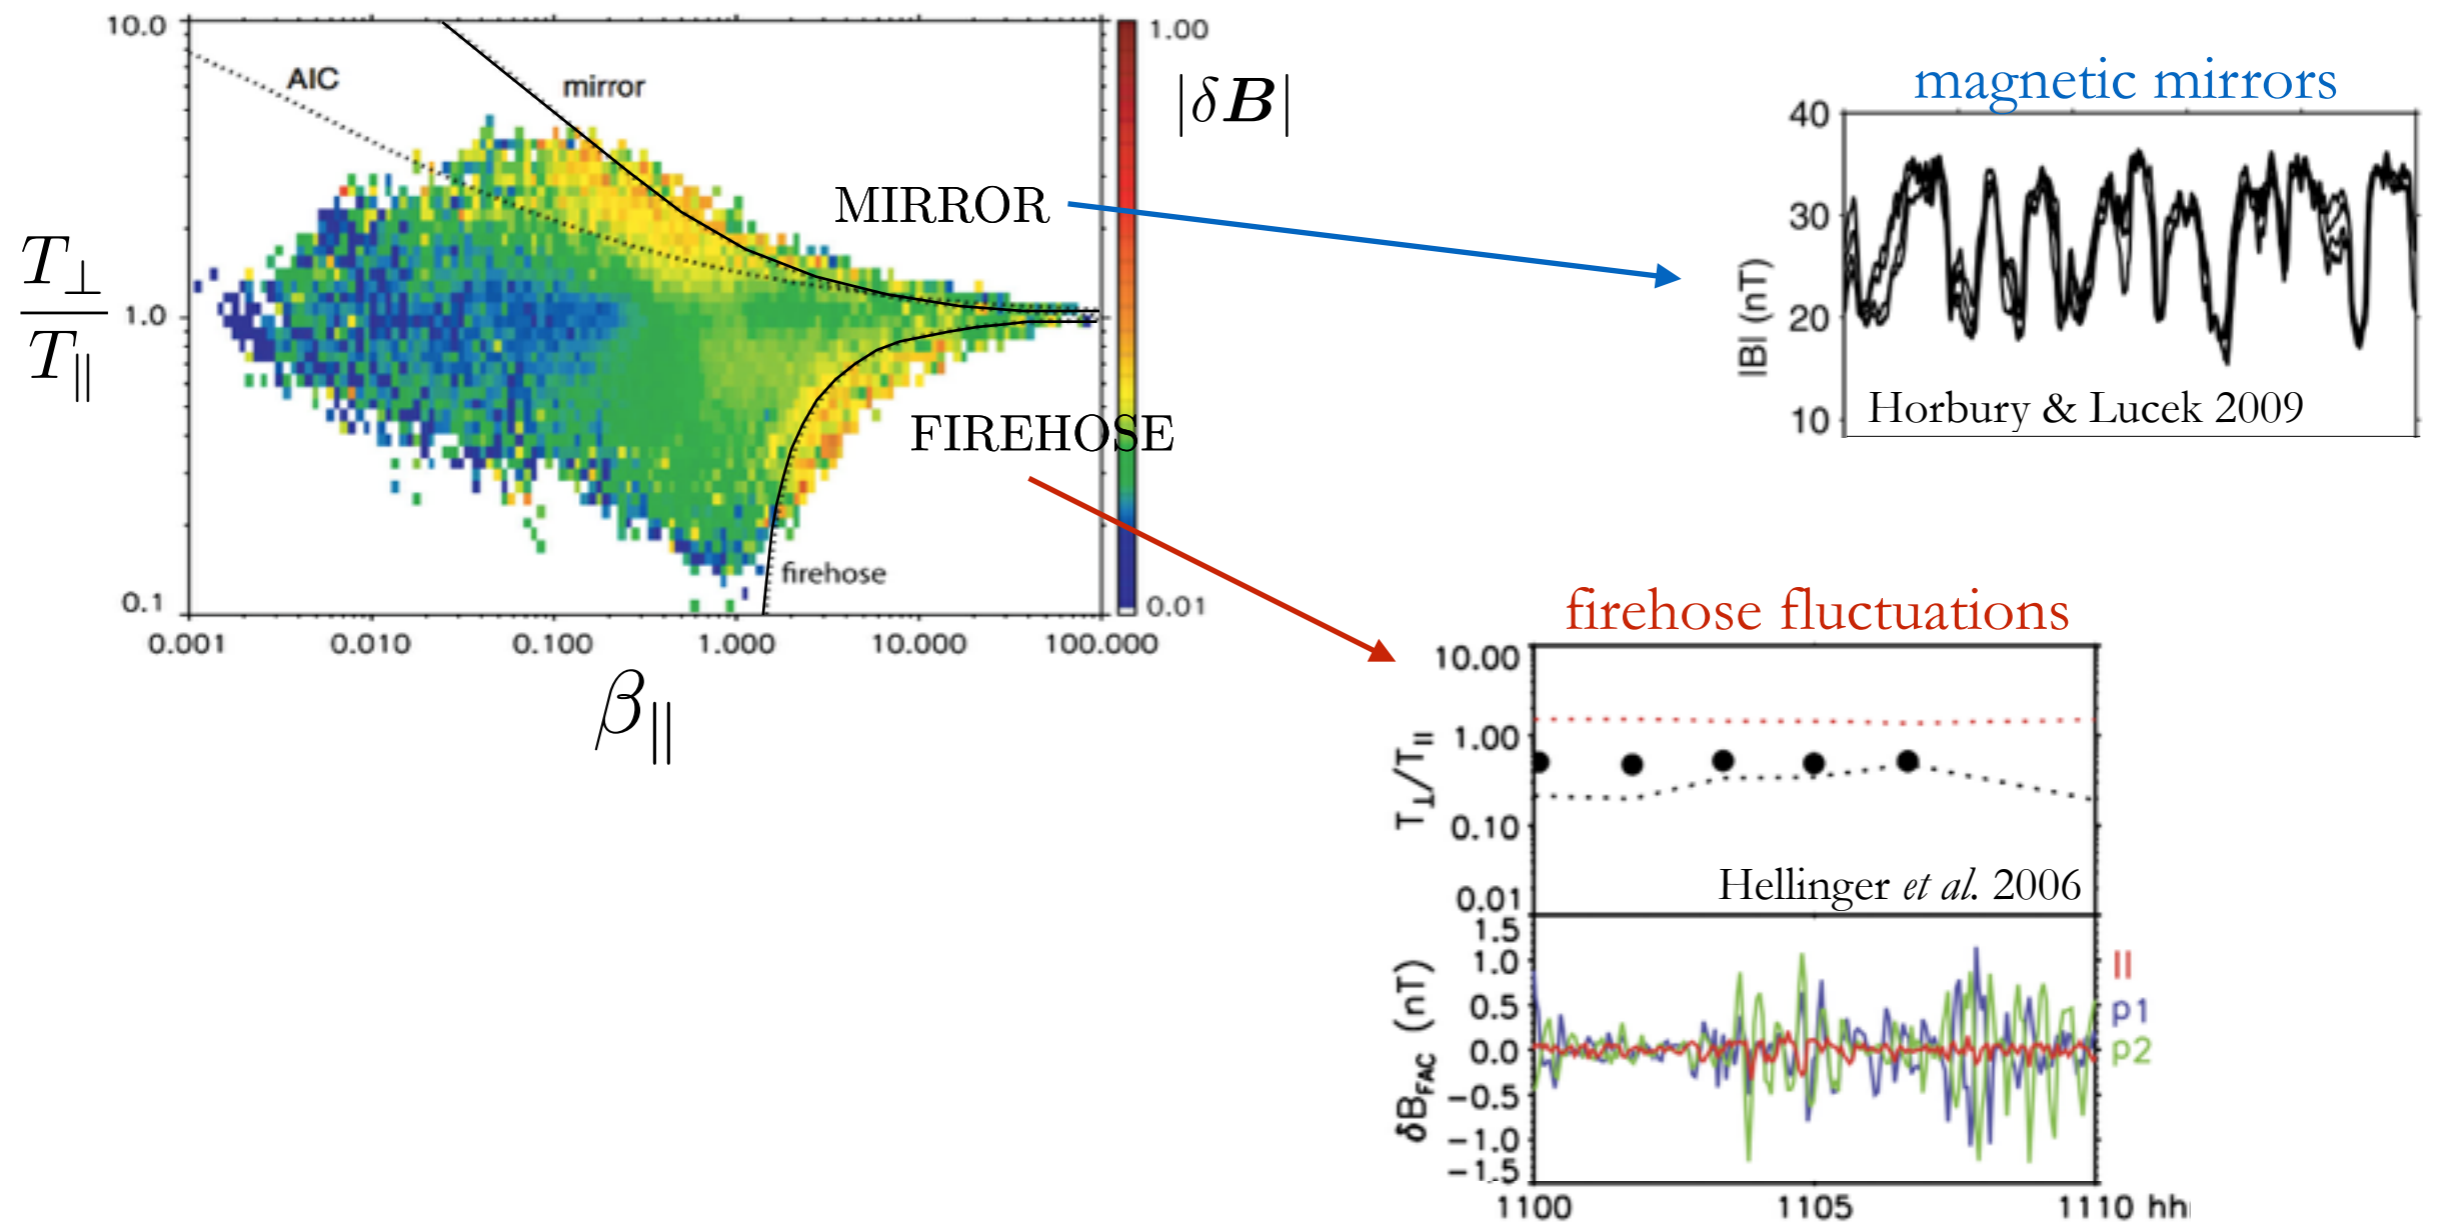 10.0
1.0
0.1
T⊥
T∥
AIC
mirror
MIRROR
FIREHOSE
firehose
0.001 0.010 0.100 1.000 10.000 100.000
β∥
1.00
0.01
|δB|
magnetic mirrors
40
30
20
10
|B| (nT)
Horbury & Lucek 2009
firehose fluctuations
10.00
1.00
0.10
0.01
T⊥/T∥
Hellinger et al. 2006
1.5
1.0
0.5
0.0
−0.5
−1.0
−1.5
δB_FAC (nT)
||
p1
p2
1100 1105 1110 hh